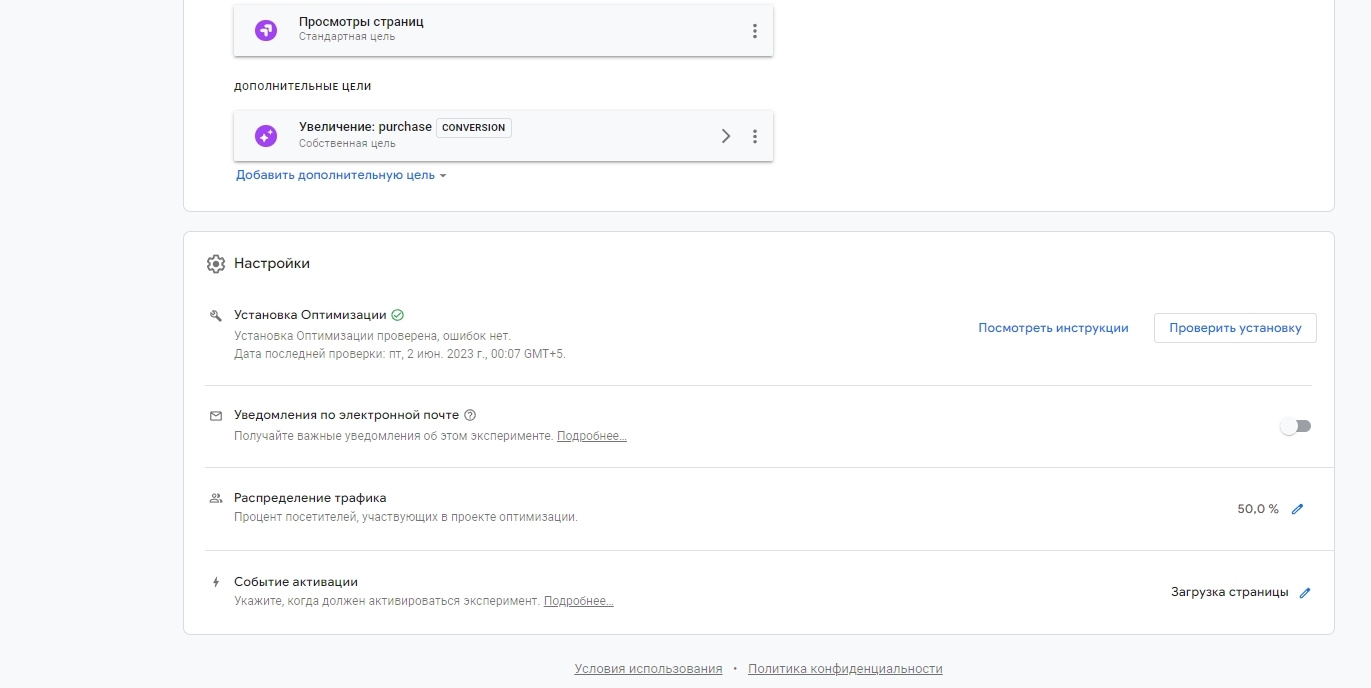 Просмотры страниц
Стандартная цель
ДОПОЛНИТЕЛЬНЫЕ ЦЕЛИ
Увеличение: purchase CONVERSION
Собственная цель
Добавить дополнительную цель
Настройки
Установка Оптимизации
Установка Оптимизации проверена, ошибок нет.
Дата последней проверки: пт, 2 июн. 2023 г., 00:07 GMT+5.
Посмотреть инструкции
Проверить установку
Уведомления по электронной почте
Получайте важные уведомления об этом эксперименте. Подробнее...
Распределение трафика
Процент посетителей, участвующих в проекте оптимизации.
50,0 %
Событие активации
Укажите, когда должен активироваться эксперимент. Подробнее...
Загрузка страницы
Условия использования • Политика конфиденциальности